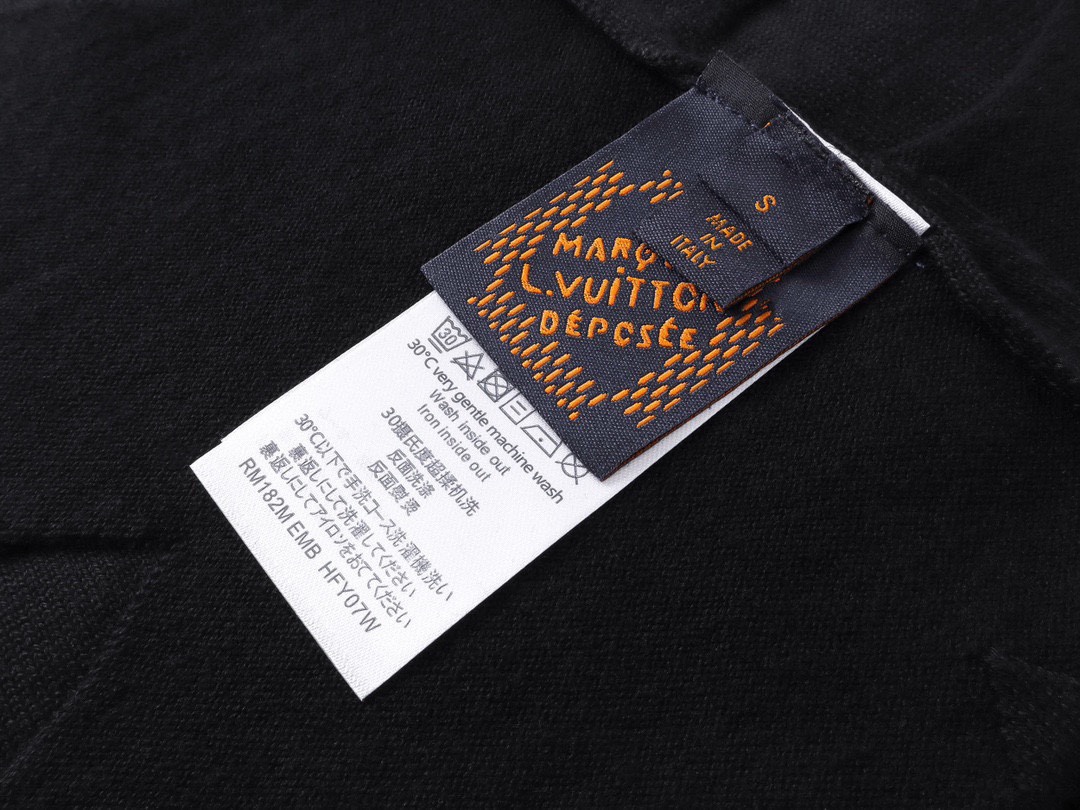 S
MADE
IN
ITALY
MARQ
L.VUITTON
DÉPOSÉE
30
30°C very gentle machine wash
Wash inside out
Iron inside out
30摄氏度超揉机洗
反面洗涤
反面熨烫
30℃以下で手洗コース洗濯機洗い
裏返しにして洗濯してください
裏返しにしてアイロンをおててください
RM182M EMB HFY07W